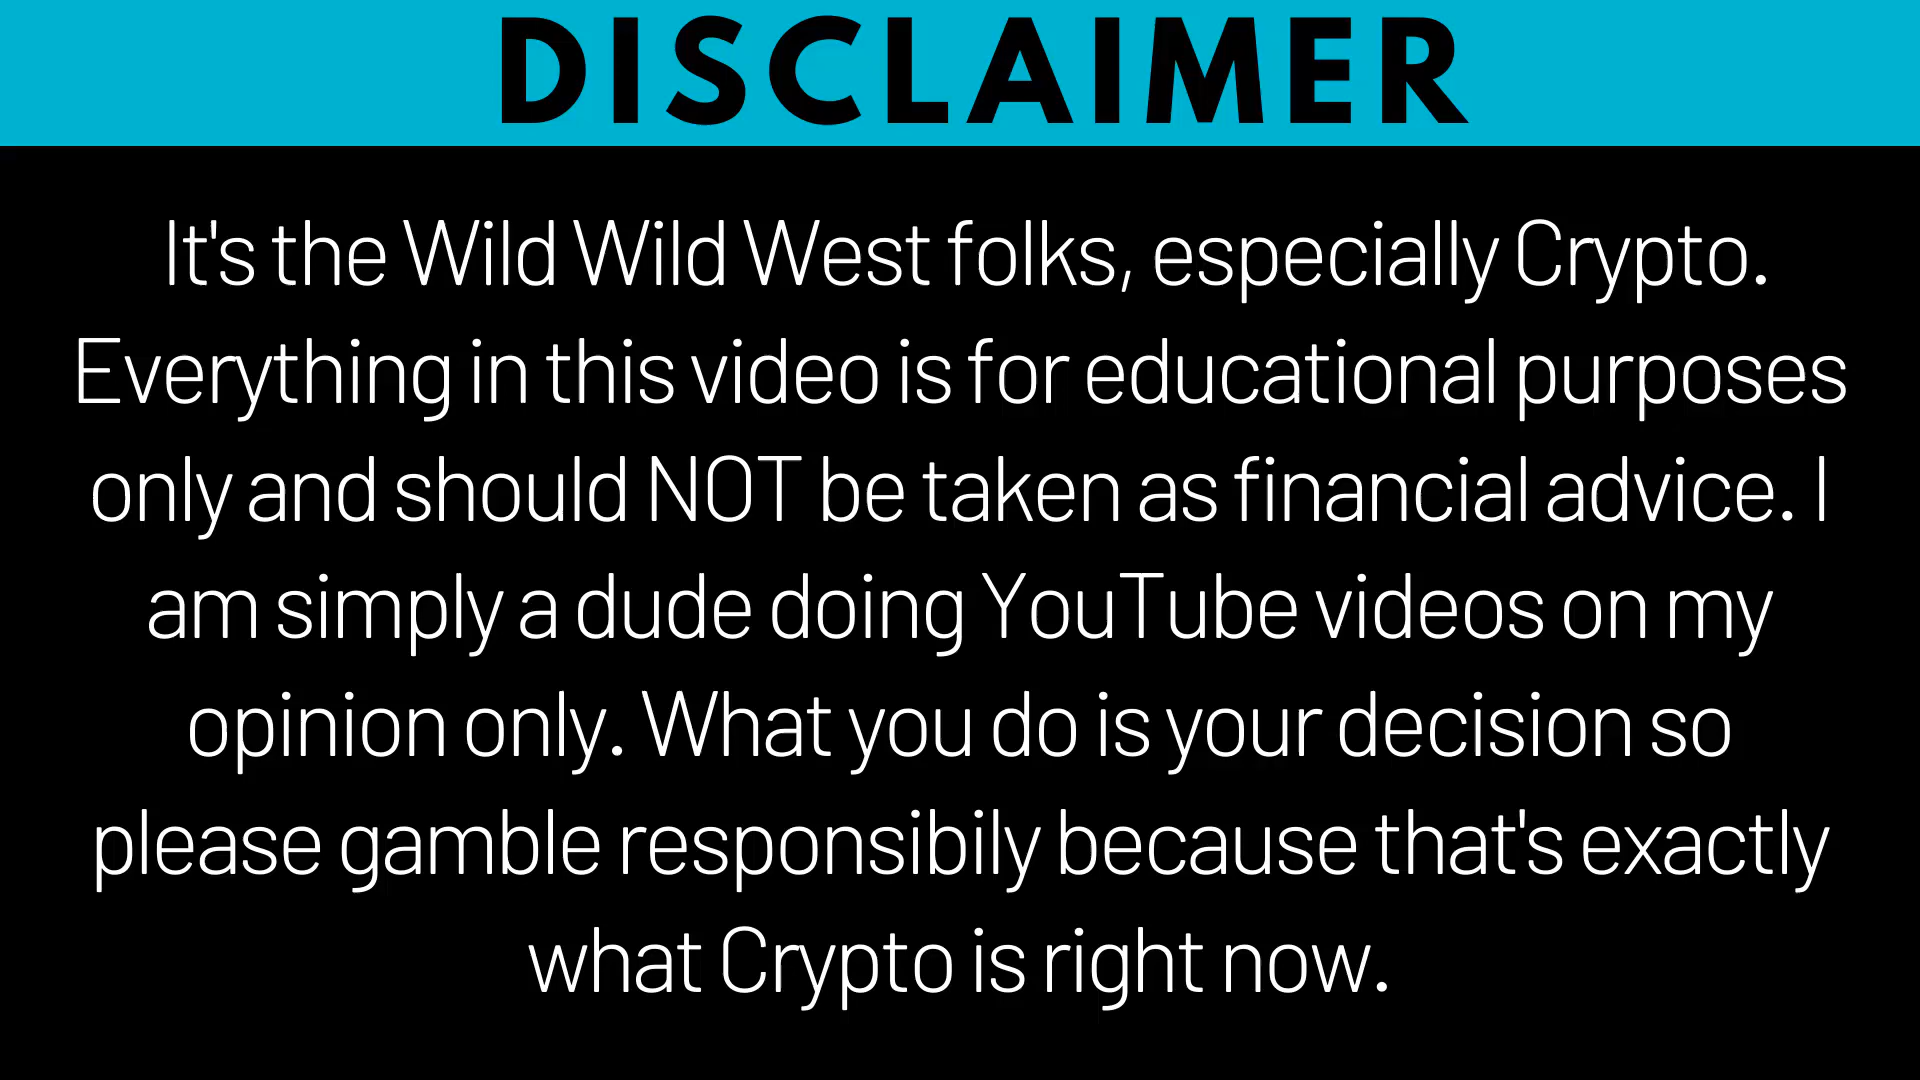 DISCLAIMER
It's the Wild Wild West folks, especially Crypto.
Everything in this video is for educational purposes
only and should NOT be taken as financial advice. I
am simply a dude doing YouTube videos on my
opinion only. What you do is your decision so
please gamble responsibily because that's exactly
what Crypto is right now.